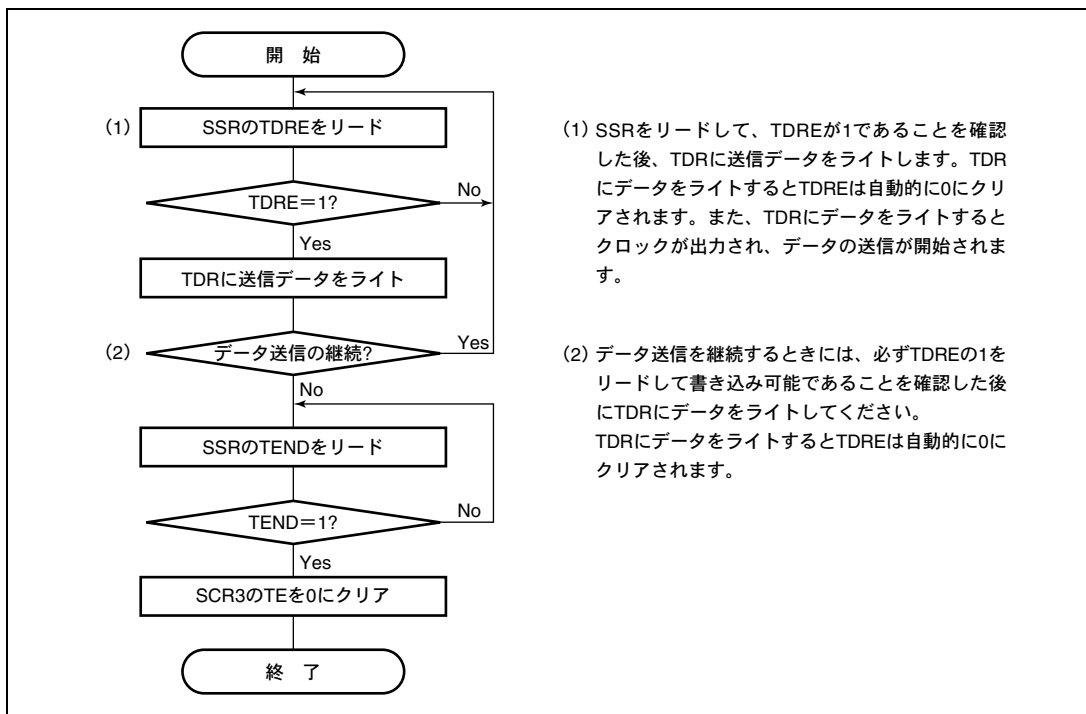 開　始
(1)
SSRのTDREをリード
TDRE＝1?
No
Yes
TDRに送信データをライト
(2)
データ送信の継続?
Yes
No
SSRのTENDをリード
TEND＝1?
No
Yes
SCR3のTEを0にクリア
終　了
(1) SSRをリードして、TDREが1であることを確認
した後、TDRに送信データをライトします。TDR
にデータをライトするとTDREは自動的に0にクリ
アされます。また、TDRにデータをライトすると
クロックが出力され、データの送信が開始されま
す。
(2) データ送信を継続するときには、必ずTDREの1を
リードして書き込み可能であることを確認した後
にTDRにデータをライトしてください。
TDRにデータをライトするとTDREは自動的に0に
クリアされます。